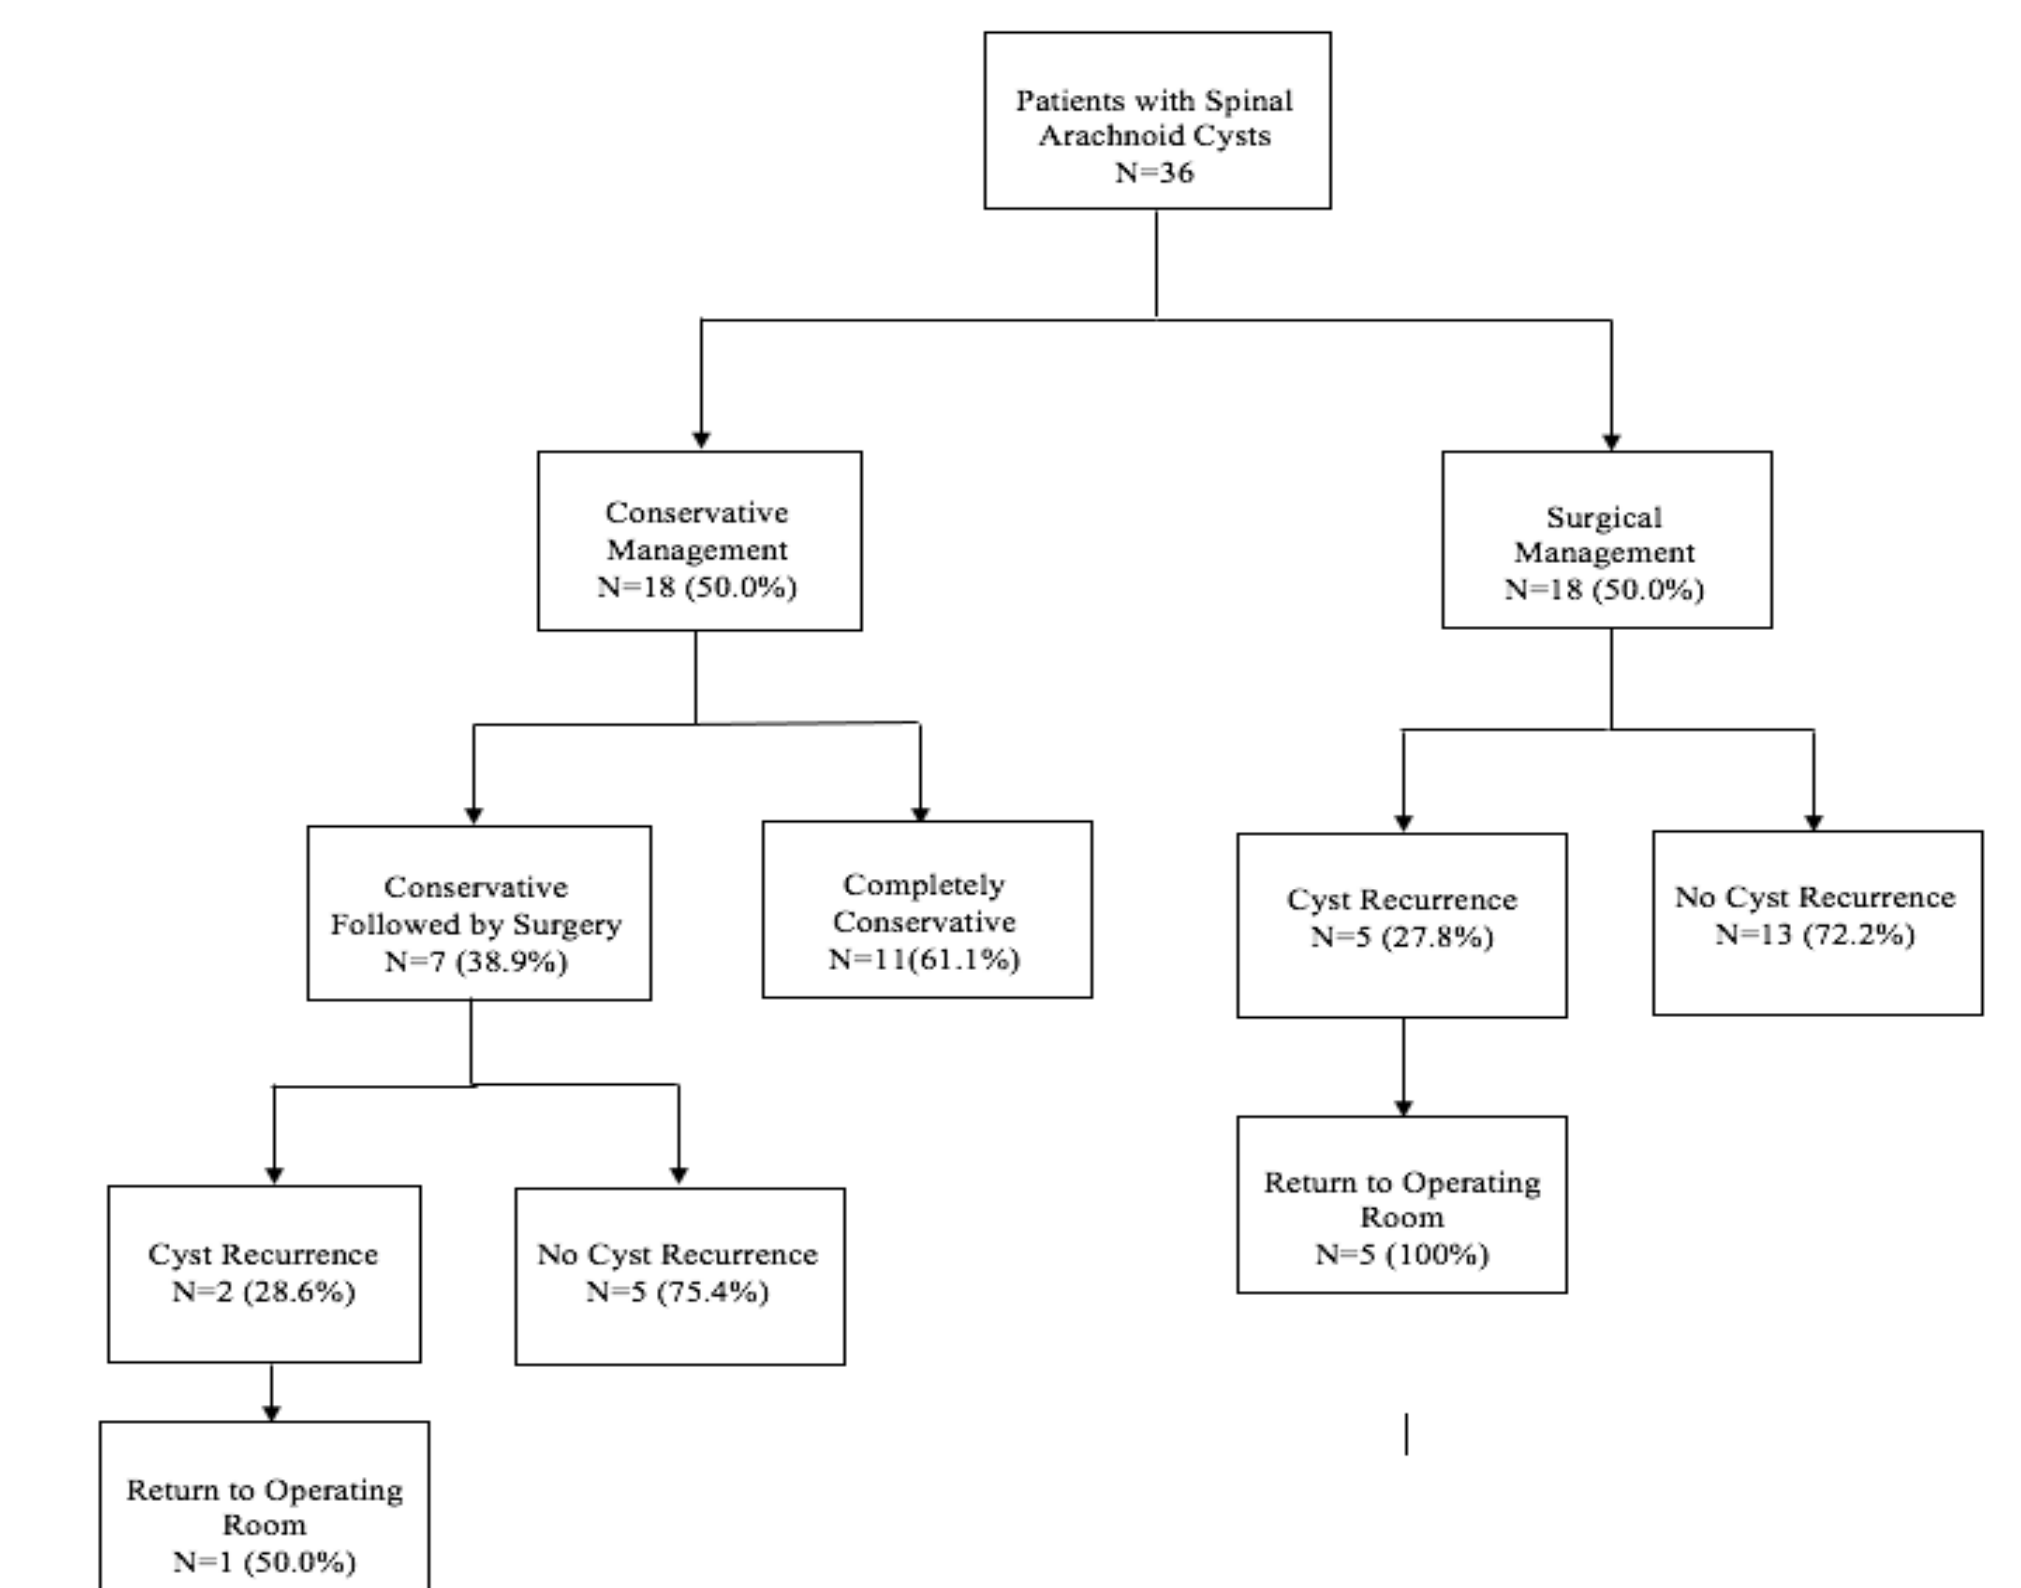 Patients with Spinal
Arachnoid Cysts
N=36
Conservative
Management
N=18 (50.0%)
Surgical
Management
N=18 (50.0%)
Conservative
Followed by Surgery
N=7 (38.9%)
Completely
Conservative
N=11(61.1%)
Cyst Recurrence
N=5 (27.8%)
No Cyst Recurrence
N=13 (72.2%)
Cyst Recurrence
N=2 (28.6%)
No Cyst Recurrence
N=5 (75.4%)
Return to Operating
Room
N=5 (100%)
Return to Operating
Room
N=1 (50.0%)